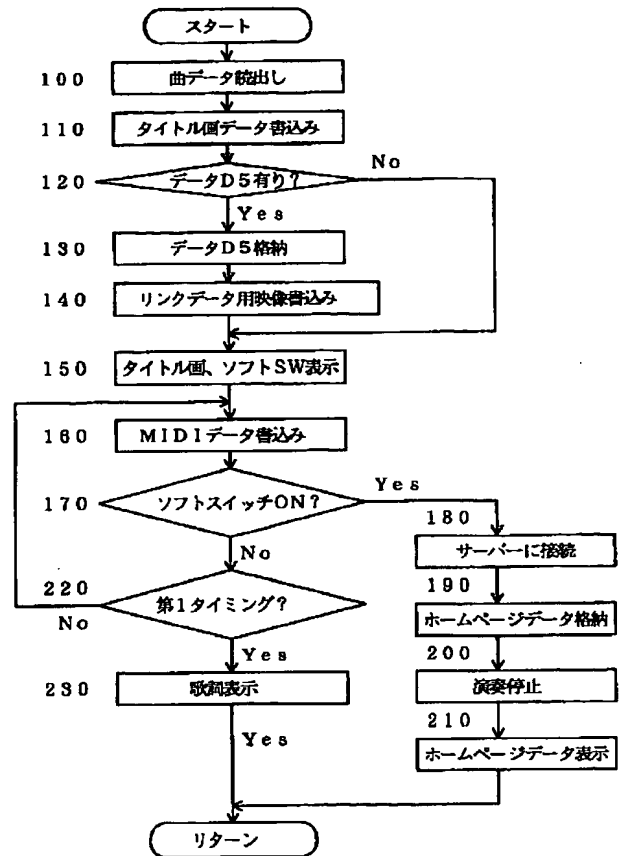 スタート
100 曲データ読出し
110 タイトル画データ書込み
120 データD5有り? No
Yes
130 データD5格納
140 リンクデータ用映像書込み
150 タイトル画、ソフトSW表示
160 MIDIデータ書込み
170 ソフトスイッチON? Yes
180
サーバーに接続
No
190
220 第1タイミング? ホームページデータ格納
No
200
Yes
230 歌詞表示 演奏停止
210
Yes
ホームページデータ表示
リターン